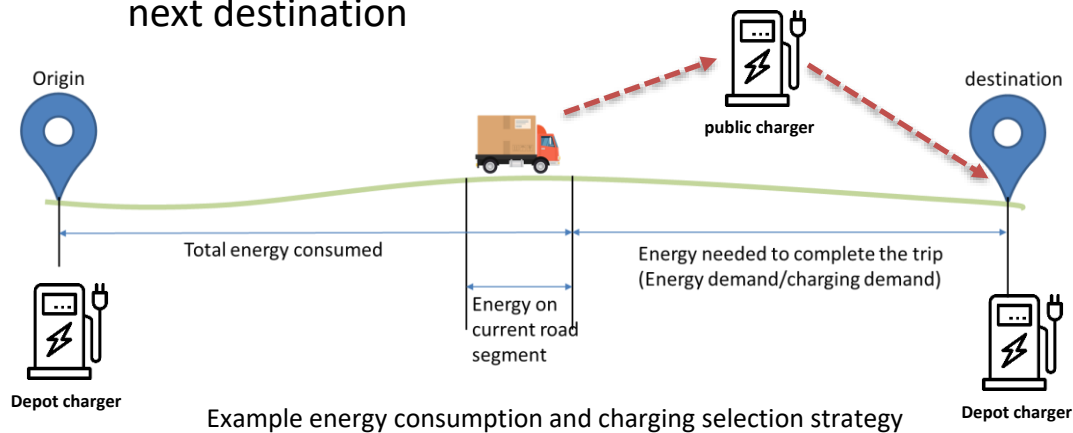 next destination
Origin
destination
public charger
Total energy consumed
Energy needed to complete the trip
(Energy demand/charging demand)
Energy on
current road
segment
Depot charger
Depot charger
Example energy consumption and charging selection strategy